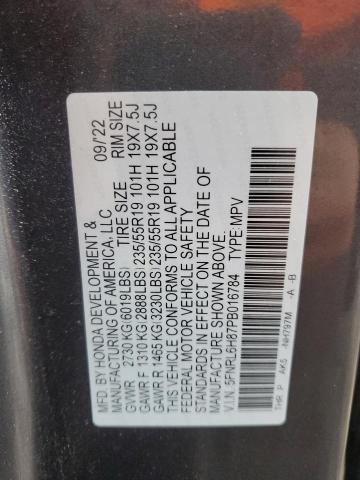 MFD. BY HONDA DEVELOPMENT & 09/22
MANUFACTURING OF AMERICA, LLC
TIRE SIZE RIM SIZE
GVWR 2730 KG(6019LBS)
GAWR F 1310 KG(2888LBS) 235/55R19 101H 19X7.5J
GAWR R 1465 KG(3230LBS) 235/55R19 101H 19X7.5J
THIS VEHICLE CONFORMS TO ALL APPLICABLE
FEDERAL MOTOR VEHICLE SAFETY
STANDARDS IN EFFECT ON THE DATE OF
MANUFACTURE SHOWN ABOVE.
V.I.N.:5FNRL6H87PB016784 TYPE:MPV
THR P AK5 -NH797M -A -B